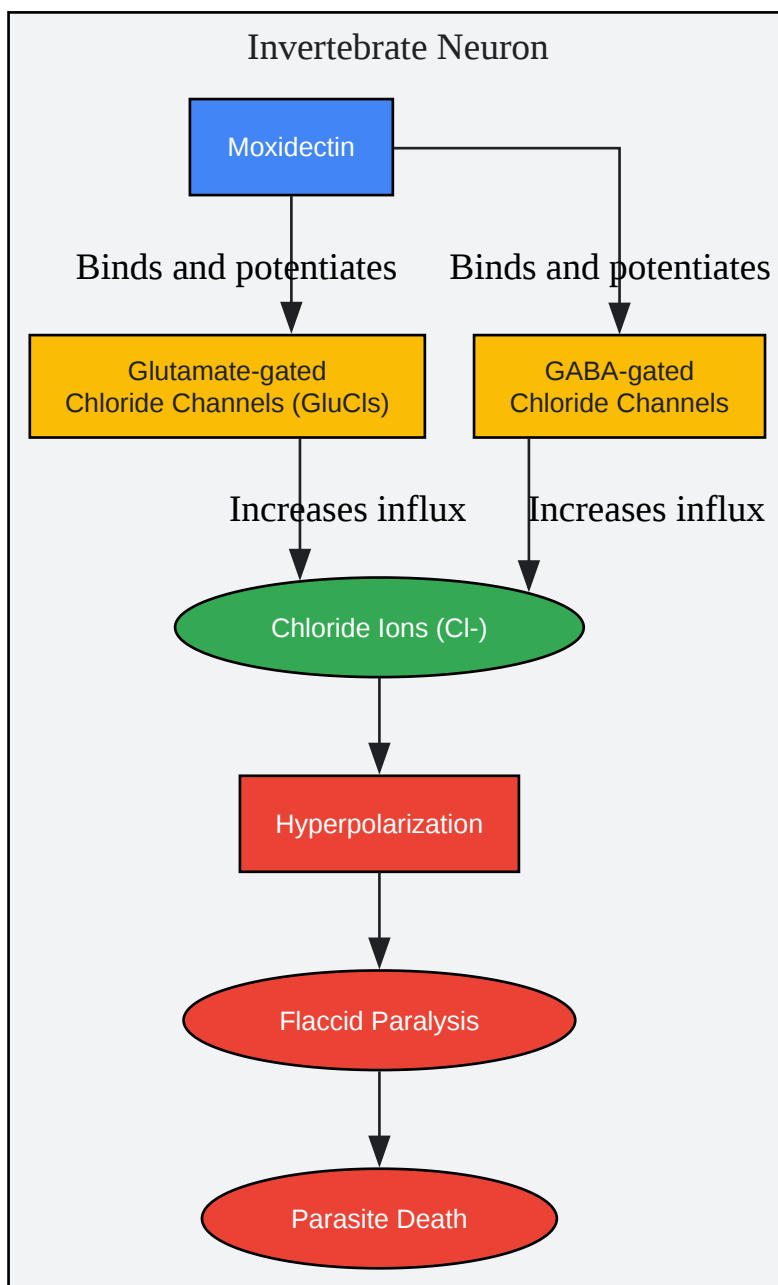 Invertebrate Neuron
Moxidectin
Binds and potentiates
Binds and potentiates
Glutamate-gated
Chloride Channels (GluCls)
GABA-gated
Chloride Channels
Increases influx
Increases influx
Chloride Ions (Cl-)
Hyperpolarization
Flaccid Paralysis
Parasite Death